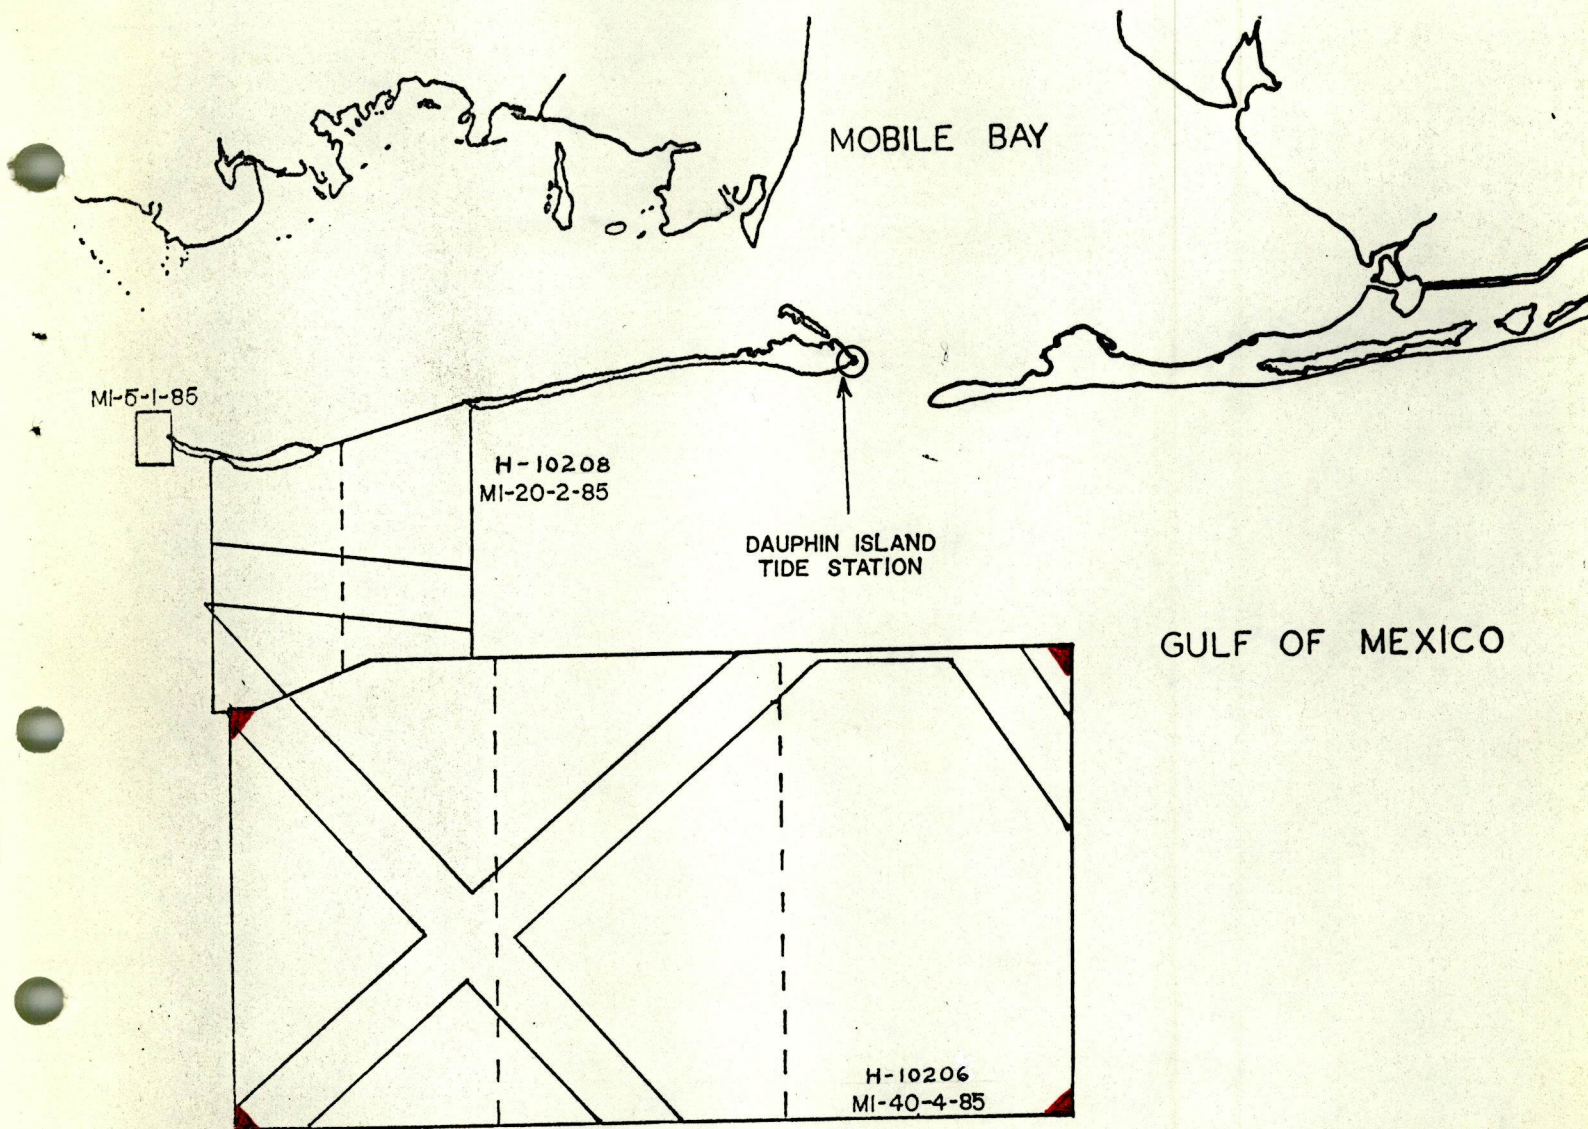 MOBILE BAY
MI-5-1-85
H-10208
MI-20-2-85
DAUPHIN ISLAND
TIDE STATION
GULF OF MEXICO
H-10206
MI-40-4-85